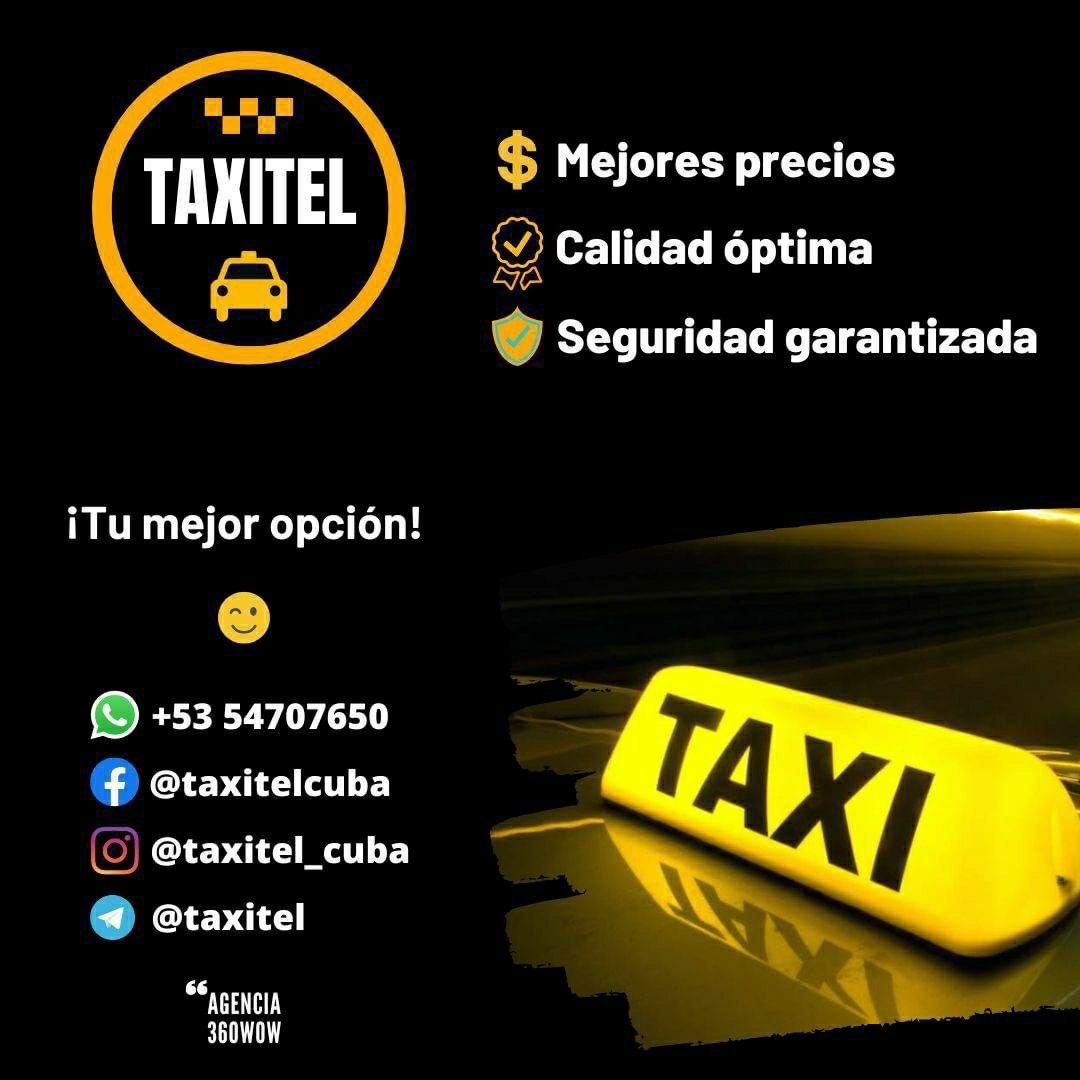 TAXITEL
Mejores precios
Calidad óptima
Seguridad garantizada
¡Tu mejor opción!
+53 54707650
@taxitelcuba
@taxitel_cuba
@taxitel
TAXI
“AGENCIA
360WOW